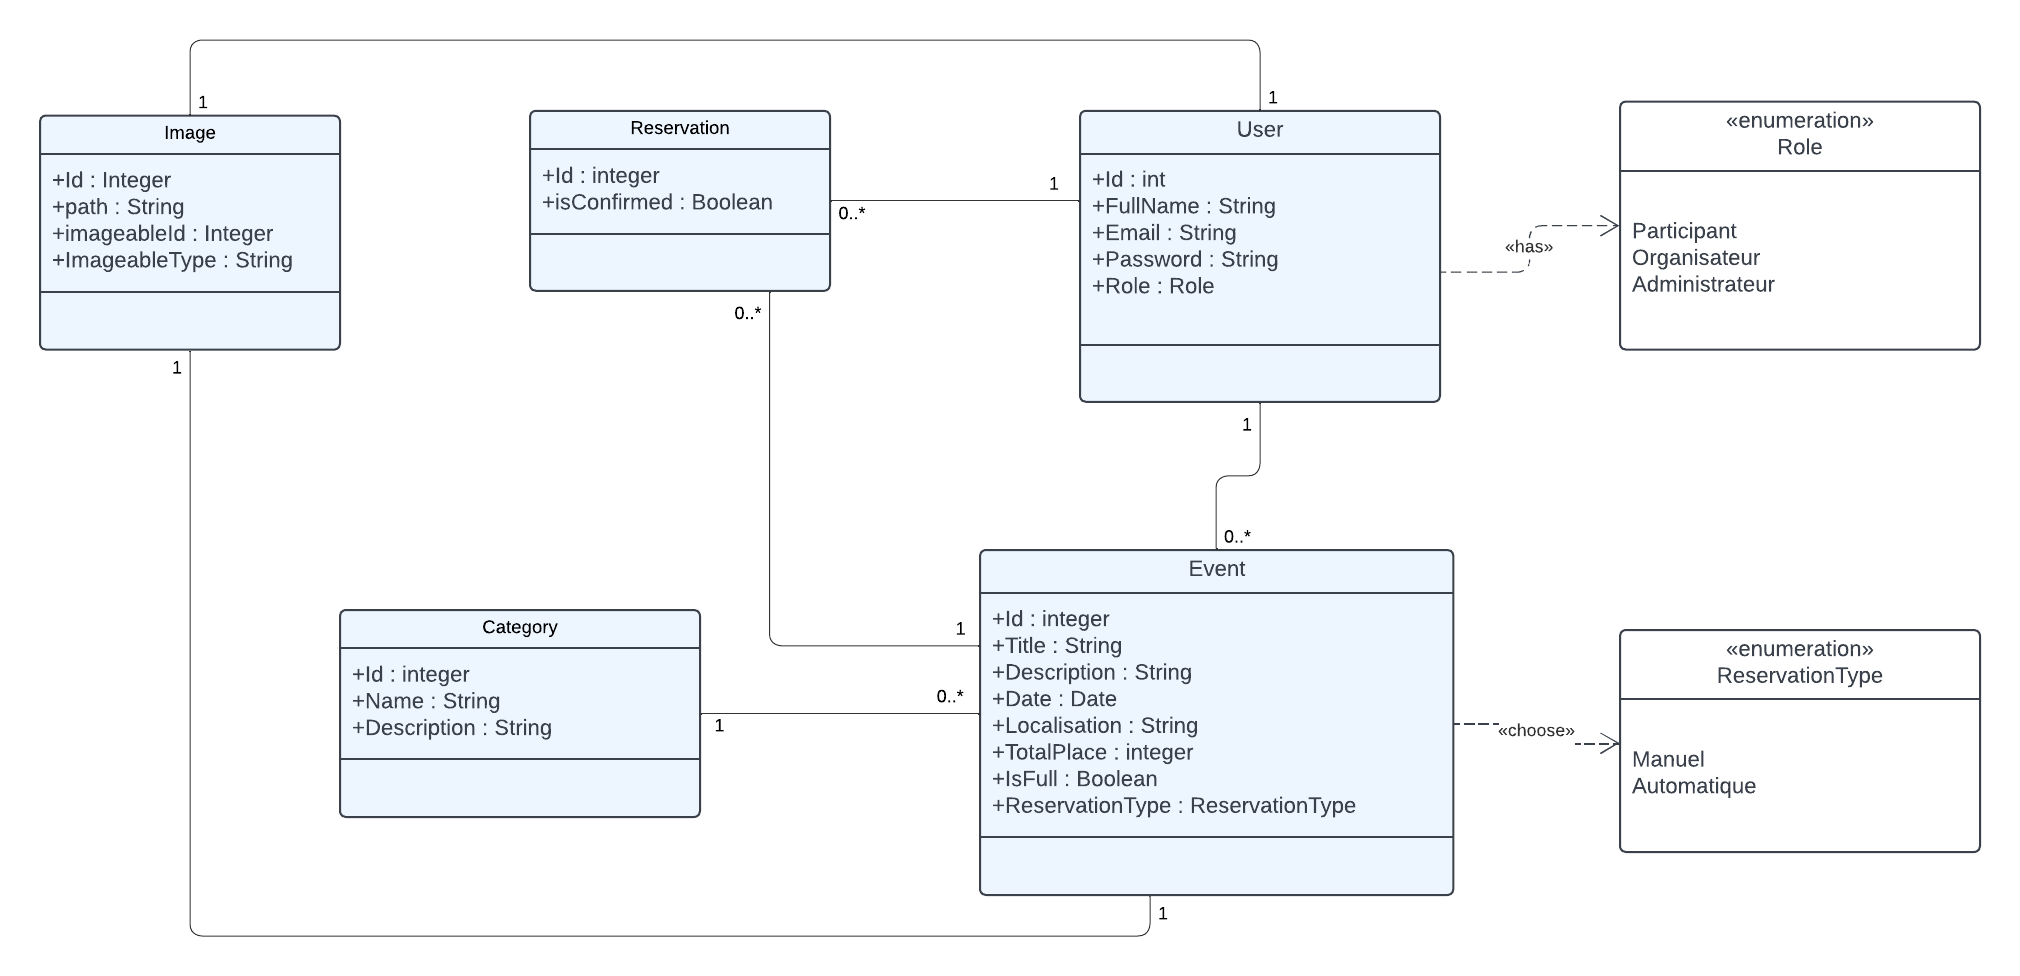 1
1
Image
+Id : Integer
+path : String
+imageableId : Integer
+ImageableType : String
1
Reservation
+Id : integer
+isConfirmed : Boolean
0..*
1
0..*
User
+Id : int
+FullName : String
+Email : String
+Password : String
+Role : Role
«has»
«enumeration»
Role
Participant
Organisateur
Administrateur
1
0..*
Category
+Id : integer
+Name : String
+Description : String
1
0..*
1
Event
+Id : integer
+Title : String
+Description : String
+Date : Date
+Localisation : String
+TotalPlace : integer
+IsFull : Boolean
+ReservationType : ReservationType
1
«choose»
«enumeration»
ReservationType
Manuel
Automatique